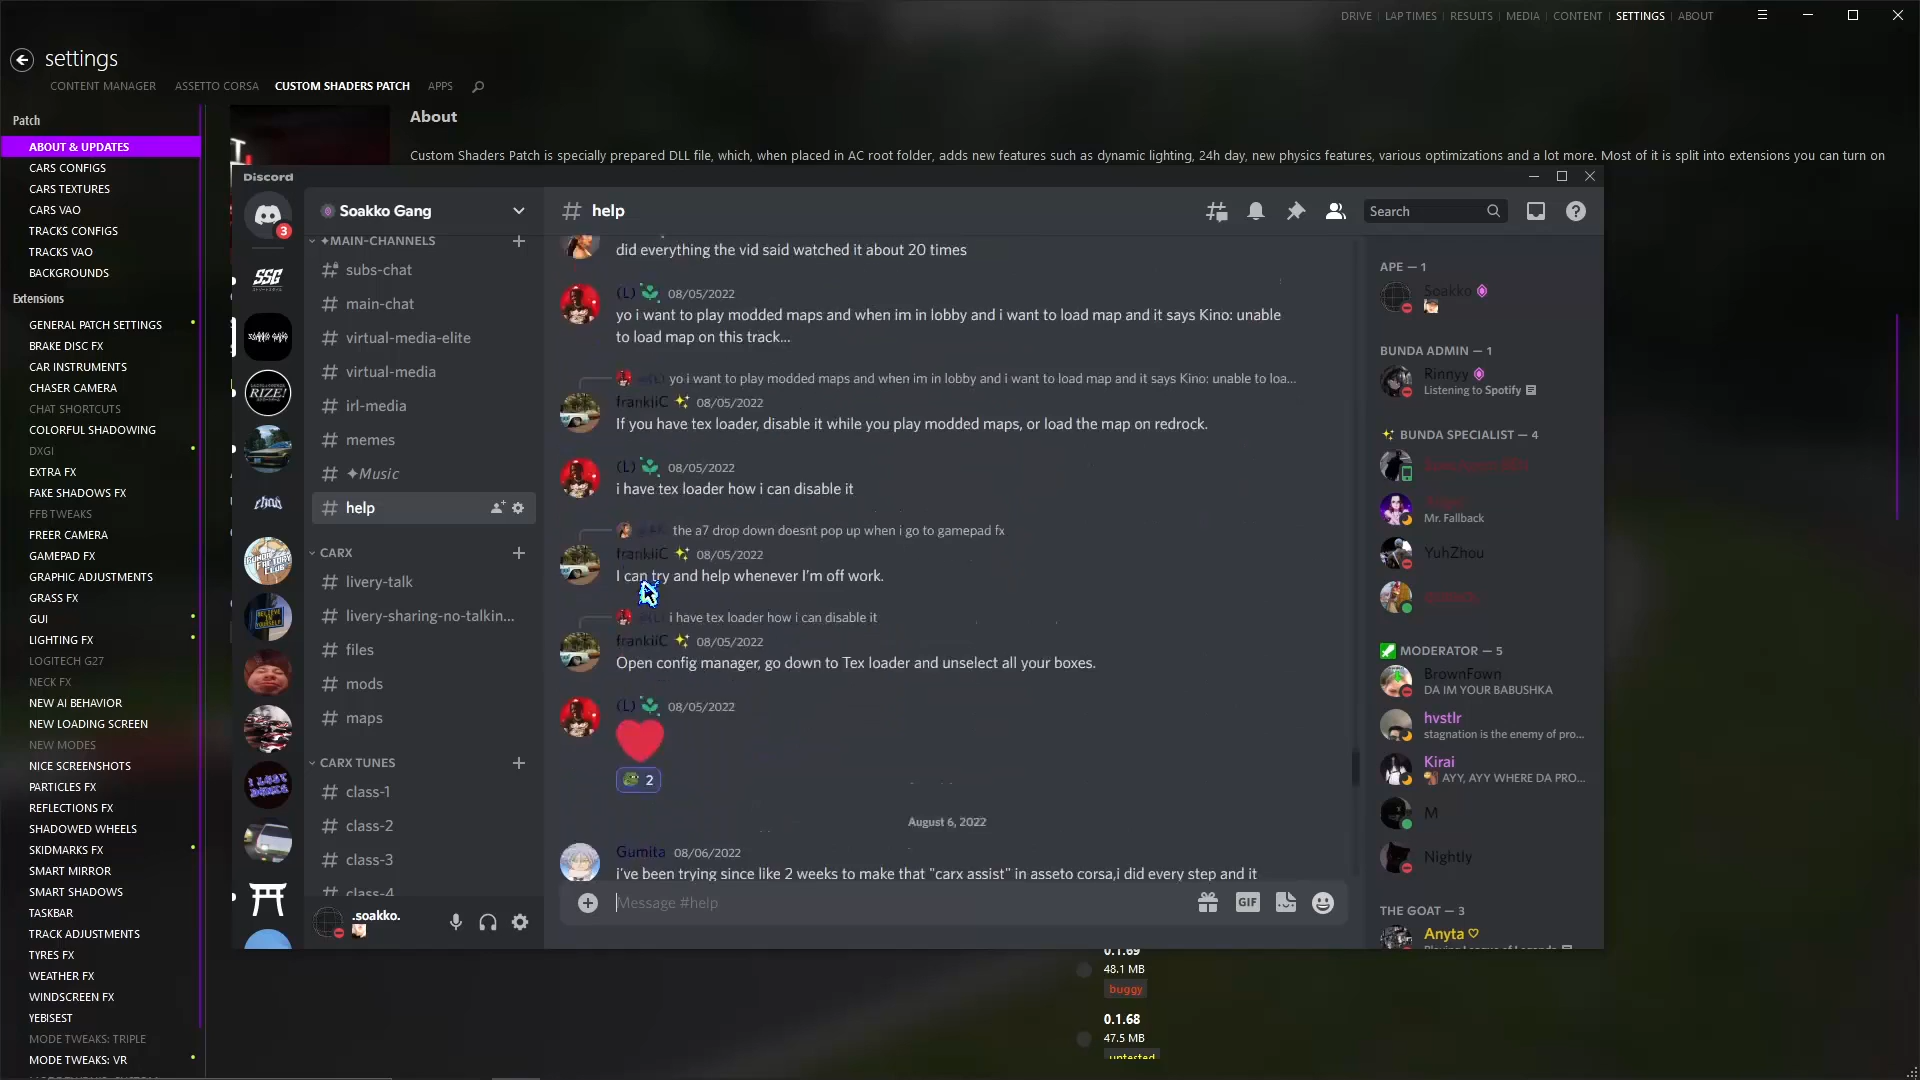 DRIVE | LAP TIMES | RESULTS | MEDIA | CONTENT | SETTINGS | ABOUT
settings
CONTENT MANAGER ASSETTO CORSA CUSTOM SHADERS PATCH APPS
Patch
ABOUT & UPDATES
CARS CONFIGS
CARS TEXTURES
CARS VAO
TRACKS CONFIGS
TRACKS VAO
BACKGROUNDS
Extensions
GENERAL PATCH SETTINGS
BRAKE DISC FX
CAR INSTRUMENTS
CHASER CAMERA
CHAT SHORTCUTS
COLORFUL SHADOWING
DXGI
EXTRA FX
FAKE SHADOWS FX
FFB TWEAKS
FREER CAMERA
GAMEPAD FX
GRAPHIC ADJUSTMENTS
GRASS FX
GUI
LIGHTING FX
LOGITECH G27
NECK FX
NEW AI BEHAVIOR
NEW LOADING SCREEN
NEW MODES
NICE SCREENSHOTS
PARTICLES FX
REFLECTIONS FX
SHADOWED WHEELS
SKIDMARKS FX
SMART MIRROR
SMART SHADOWS
TASKBAR
TRACK ADJUSTMENTS
TYRES FX
WEATHER FX
WINDSCREEN FX
YEBISEST
MODE TWEAKS: TRIPLE
MODE TWEAKS: VR
About
Custom Shaders Patch is specially prepared DLL file, which, when placed in AC root folder, adds new features such as dynamic lighting, 24h day, new physics features, various optimizations and a lot more. Most of it is split into extensions you can turn on
Discord
3
SSG
RIZE!
Soakko Gang
✦MAIN-CHANNELS
subs-chat
main-chat
virtual-media-elite
virtual-media
irl-media
memes
✦Music
help
CARX
livery-talk
livery-sharing-no-talkin...
files
mods
maps
CARX TUNES
class-1
class-2
class-3
class-4
.soakko.
# help
Search
did everything the vid said watched it about 20 times
(L) 08/05/2022
yo i want to play modded maps and when im in lobby and i want to load map and it says Kino: unable
to load map on this track...
yo i want to play modded maps and when im in lobby and i want to load map and it says Kino: unable to loa...
frankiiC 08/05/2022
If you have tex loader, disable it while you play modded maps, or load the map on redrock.
(L) 08/05/2022
i have tex loader how i can disable it
the a7 drop down doesnt pop up when i go to gamepad fx
frankiiC 08/05/2022
I can try and help whenever I'm off work.
i have tex loader how i can disable it
frankiiC 08/05/2022
Open config manager, go down to Tex loader and unselect all your boxes.
(L) 08/05/2022
2
August 6, 2022
Gumita 08/06/2022
i've been trying since like 2 weeks to make that "carx assist" in asseto corsa,i did every step and it
Message #help
GIF
APE — 1
Soakko
BUNDA ADMIN — 1
Rinnyy
Listening to Spotify
BUNDA SPECIALIST — 4
Mr. Fallback
YuhZhou
MODERATOR — 5
BrownFown
DA IM YOUR BABUSHKA
hvstlr
stagnation is the enemy of pro...
Kirai
AYY, AYY WHERE DA PRO...
M
Nightly
THE GOAT — 3
Anyta ♡
Playing League of Legends
0.1.69
48.1 MB
buggy
0.1.68
47.5 MB
untested